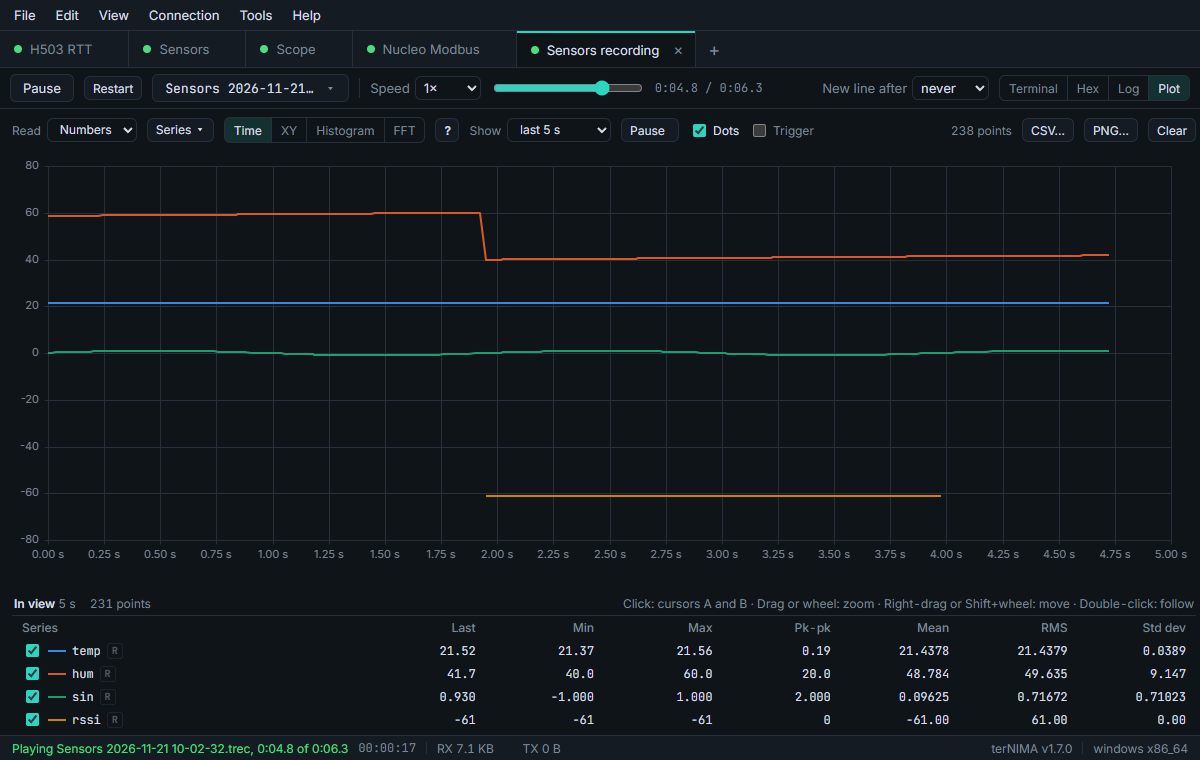 File Edit View Connection Tools Help
H503 RTT Sensors Scope Nucleo Modbus Sensors recording × +
Pause Restart Sensors 2026-11-21… Speed 1× 0:04.8 / 0:06.3 New line after never Terminal Hex Log Plot
Read Numbers Series Time XY Histogram FFT ? Show last 5 s Pause Dots Trigger 238 points CSV... PNG... Clear
80
60
40
20
0
-20
-40
-60
-80
0.00 s 0.25 s 0.50 s 0.75 s 1.00 s 1.25 s 1.50 s 1.75 s 2.00 s 2.25 s 2.50 s 2.75 s 3.00 s 3.25 s 3.50 s 3.75 s 4.00 s 4.25 s 4.50 s 4.75 s 5.00 s
In view 5 s 231 points Click: cursors A and B · Drag or wheel: zoom · Right-drag or Shift+wheel: move · Double-click: follow
Series Last Min Max Pk-pk Mean RMS Std dev
temp R 21.52 21.37 21.56 0.19 21.4378 21.4379 0.0389
hum R 41.7 40.0 60.0 20.0 48.784 49.635 9.147
sin R 0.930 -1.000 1.000 2.000 0.09625 0.71672 0.71023
rssi R -61 -61 -61 0 -61.00 61.00 0.00
Playing Sensors 2026-11-21 10-02-32.trec, 0:04.8 of 0:06.3 00:00:17 RX 7.1 KB TX 0 B terNIMA v1.7.0 windows x86_64